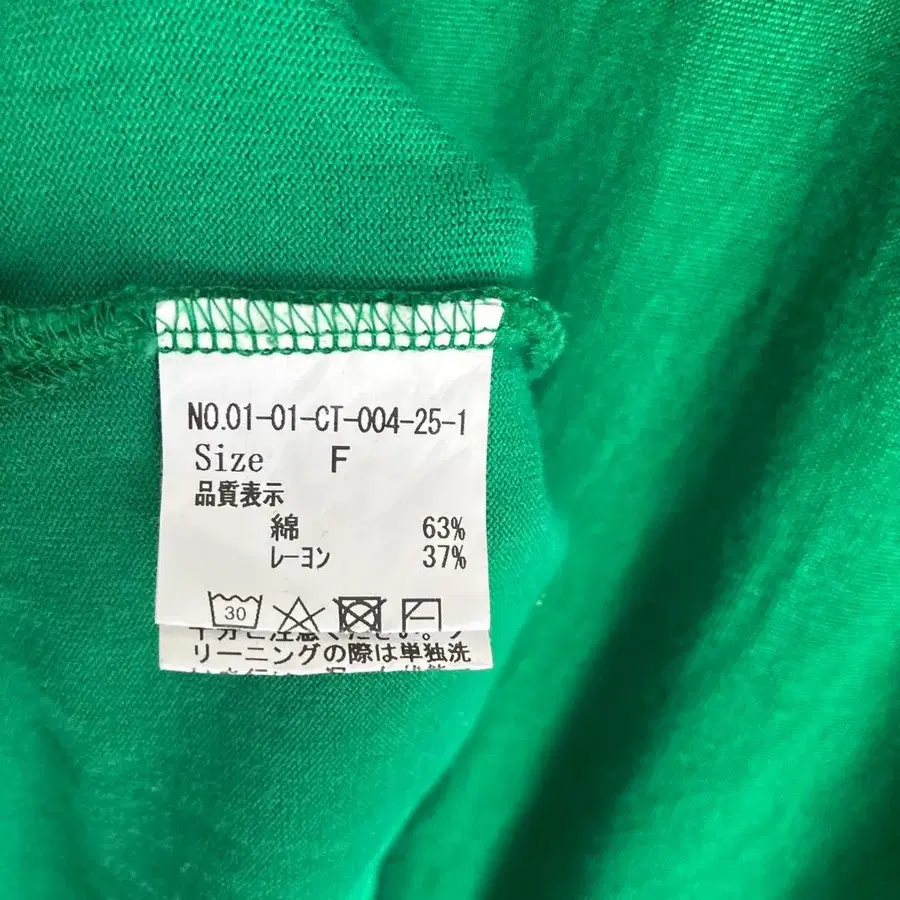 NO.01-01-CT-004-25-1
Size F
品質表示
綿 63%
レーヨン 37%
30
リーニングの際は単独洗